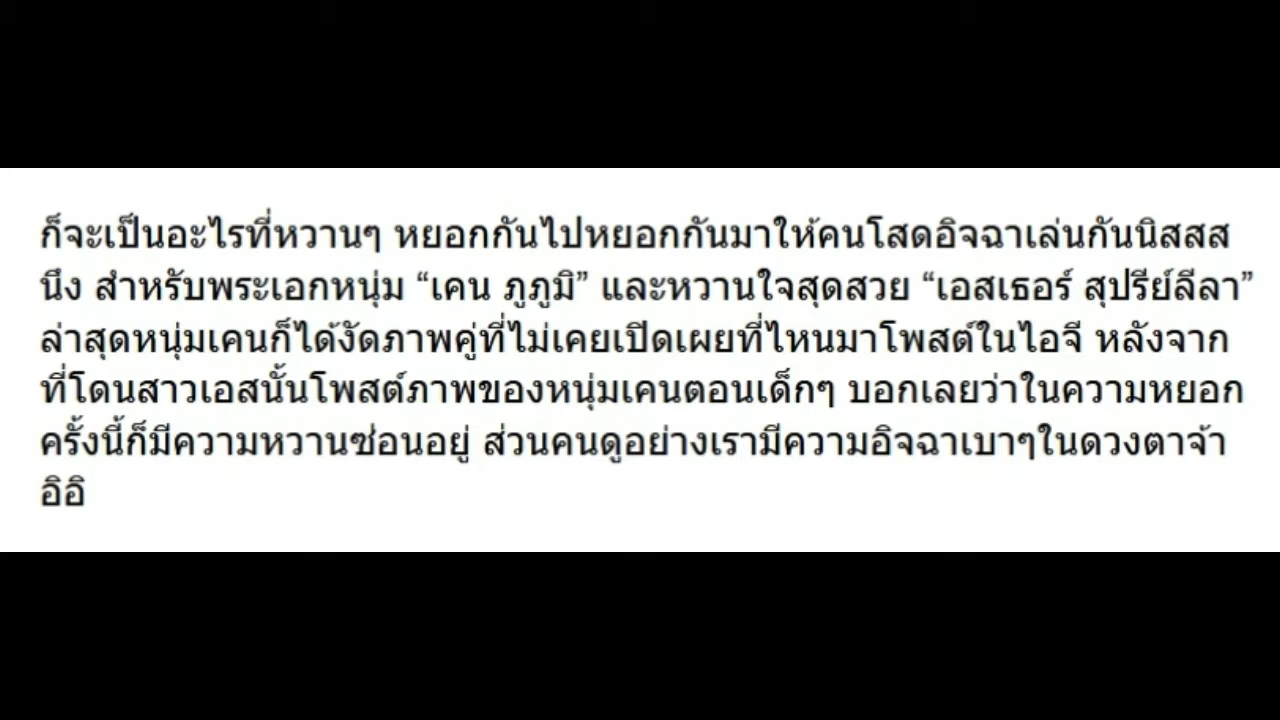 ก็จะเป็นอะไรที่หวานๆ หยอกกันไปหยอกกันมาให้คนโสดอิจฉาเล่นกันนิสสส
นึง สำหรับพระเอกหนุ่ม “เคน ภูภูมิ” และหวานใจสุดสวย “เอสเธอร์ สุปรีย์ลีลา”
ล่าสุดหนุ่มเคนก็ได้งัดภาพคู่ที่ไม่เคยเปิดเผยที่ไหนมาโพสต์ในไอจี หลังจาก
ที่โดนสาวเอสนั้นโพสต์ภาพของหนุ่มเคนตอนเด็กๆ บอกเลยว่าในความหยอก
ครั้งนี้ก็มีความหวานซ่อนอยู่ ส่วนคนดูอย่างเรามีความอิจฉาเบาๆในดวงตาจ้า
อิอิ